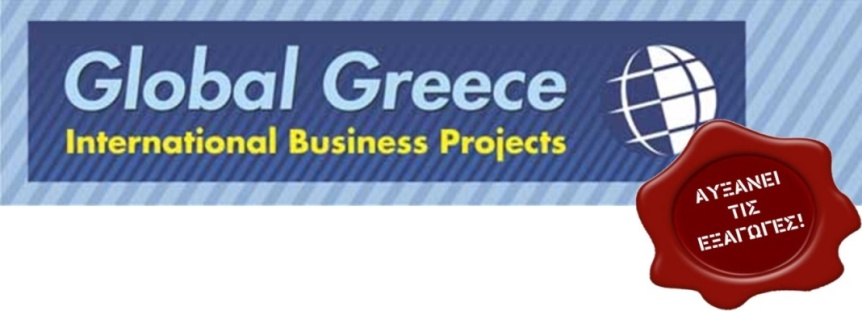 Global Greece
International Business Projects
ΑΥΞΑΝΕΙ
ΤΙΣ
ΕΞΑΓΩΓΕΣ!